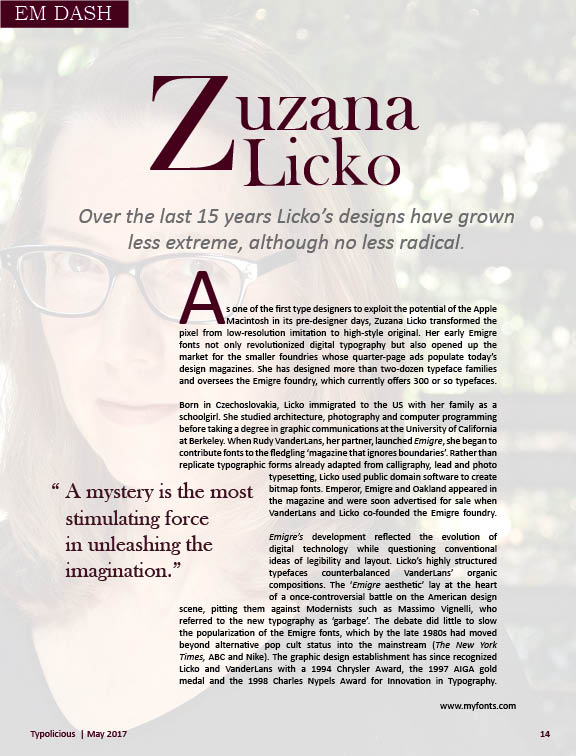 EM DASH
Zuzana
Licko
Over the last 15 years Licko’s designs have grown
less extreme, although no less radical.
As one of the first type designers to exploit the potential of the Apple
Macintosh in its pre-designer days, Zuzana Licko transformed the
pixel from low-resolution imitation to high-style original. Her early Emigre
fonts not only revolutionized digital typography but also opened up the
market for the smaller foundries whose quarter-page ads populate today’s
design magazines. She has designed more than two-dozen typeface families
and oversees the Emigre foundry, which currently offers 300 or so typefaces.
Born in Czechoslovakia, Licko immigrated to the US with her family as a
schoolgirl. She studied architecture, photography and computer programming
before taking a degree in graphic communications at the University of California
at Berkeley. When Rudy VanderLans, her partner, launched Emigre, she began to
contribute fonts to the fledgling ‘magazine that ignores boundaries’. Rather than
replicate typographic forms already adapted from calligraphy, lead and photo
typesetting, Licko used public domain software to create
bitmap fonts. Emperor, Emigre and Oakland appeared in
the magazine and were soon advertised for sale when
VanderLans and Licko co-founded the Emigre foundry.
“ A mystery is the most
stimulating force
in unleashing the
imagination.”
Emigre’s development reflected the evolution of
digital technology while questioning conventional
ideas of legibility and layout. Licko’s highly structured
typefaces counterbalanced VanderLans’ organic
compositions. The ‘Emigre aesthetic’ lay at the heart
of a once-controversial battle on the American design
scene, pitting them against Modernists such as Massimo Vignelli, who
referred to the new typography as ‘garbage’. The debate did little to slow
the popularization of the Emigre fonts, which by the late 1980s had moved
beyond alternative pop cult status into the mainstream (The New York
Times, ABC and Nike). The graphic design establishment has since recognized
Licko and VanderLans with a 1994 Chrysler Award, the 1997 AIGA gold
medal and the 1998 Charles Nypels Award for Innovation in Typography.
www.myfonts.com
Typolicious | May 2017
14